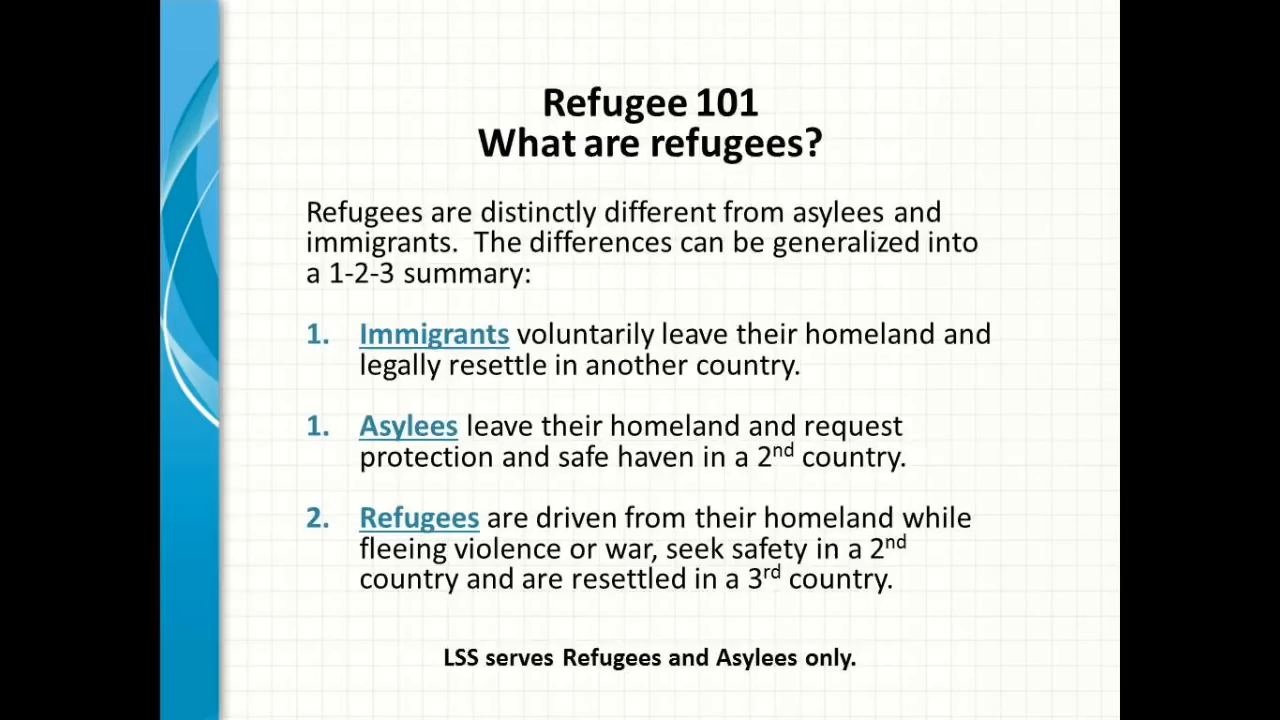 Refugee 101
What are refugees?
Refugees are distinctly different from asylees and
immigrants.  The differences can be generalized into
a 1-2-3 summary:
1. Immigrants voluntarily leave their homeland and
legally resettle in another country.
1. Asylees leave their homeland and request
protection and safe haven in a 2nd country.
2. Refugees are driven from their homeland while
fleeing violence or war, seek safety in a 2nd
country and are resettled in a 3rd country.
LSS serves Refugees and Asylees only.